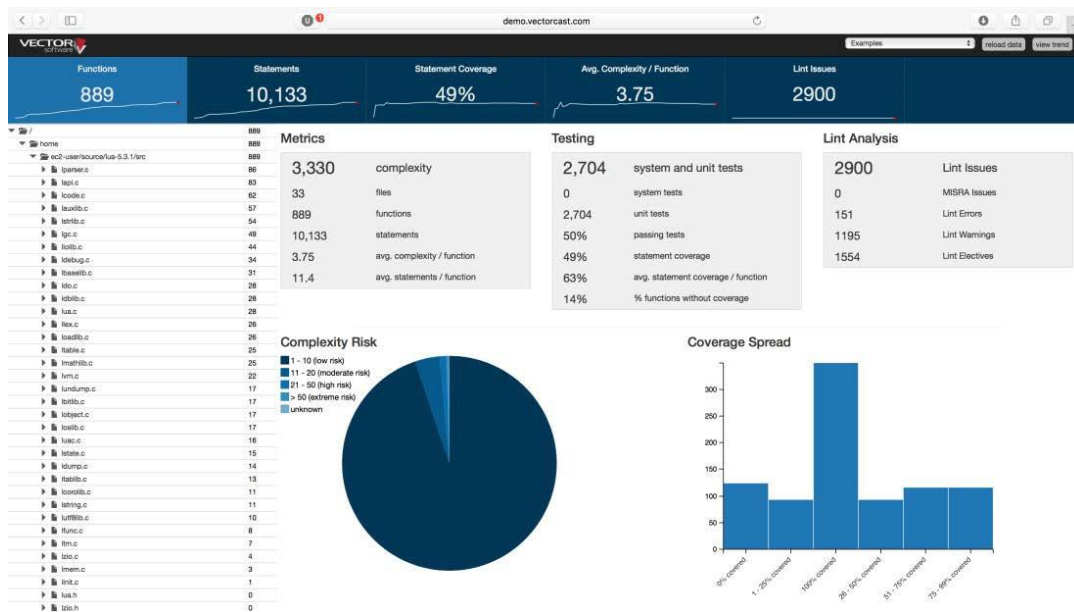 demo.vectorcast.com
1
VECTOR
software
Examples
reload data
view trend
Functions
889
Statements
10,133
Statement Coverage
49%
Avg. Complexity / Function
3.75
Lint Issues
2900
/ 889
home 889
ec2-user/source/lua-5.3.1/src 889
lparser.c 86
lapi.c 83
lcode.c 62
lauxlib.c 57
lstrlib.c 54
lgc.c 49
liolib.c 44
ldebug.c 34
lbaselib.c 31
ldo.c 28
ldblib.c 28
lua.c 28
llex.c 26
loadlib.c 26
ltable.c 25
lmathlib.c 25
lvm.c 22
lundump.c 17
lbitlib.c 17
lobject.c 17
loslib.c 17
luac.c 16
lstate.c 15
ldump.c 14
ltablib.c 13
lcorolib.c 11
lstring.c 11
lutf8lib.c 10
lfunc.c 8
ltm.c 7
lzio.c 4
lmem.c 3
linit.c 1
lua.h 0
lzio.h 0
Metrics
3,330 complexity
33 files
889 functions
10,133 statements
3.75 avg. complexity / function
11.4 avg. statements / function
Testing
2,704 system and unit tests
0 system tests
2,704 unit tests
50% passing tests
49% statement coverage
63% avg. statement coverage / function
14% % functions without coverage
Lint Analysis
2900 Lint Issues
0 MISRA Issues
151 Lint Errors
1195 Lint Warnings
1554 Lint Electives
Complexity Risk
1 - 10 (low risk)
11 - 20 (moderate risk)
21 - 50 (high risk)
> 50 (extreme risk)
unknown
Coverage Spread
300
250
200
150
100
50
0
0% covered
1 - 25% covered
100% covered
26 - 50% covered
51 - 75% covered
75 - 99% covered